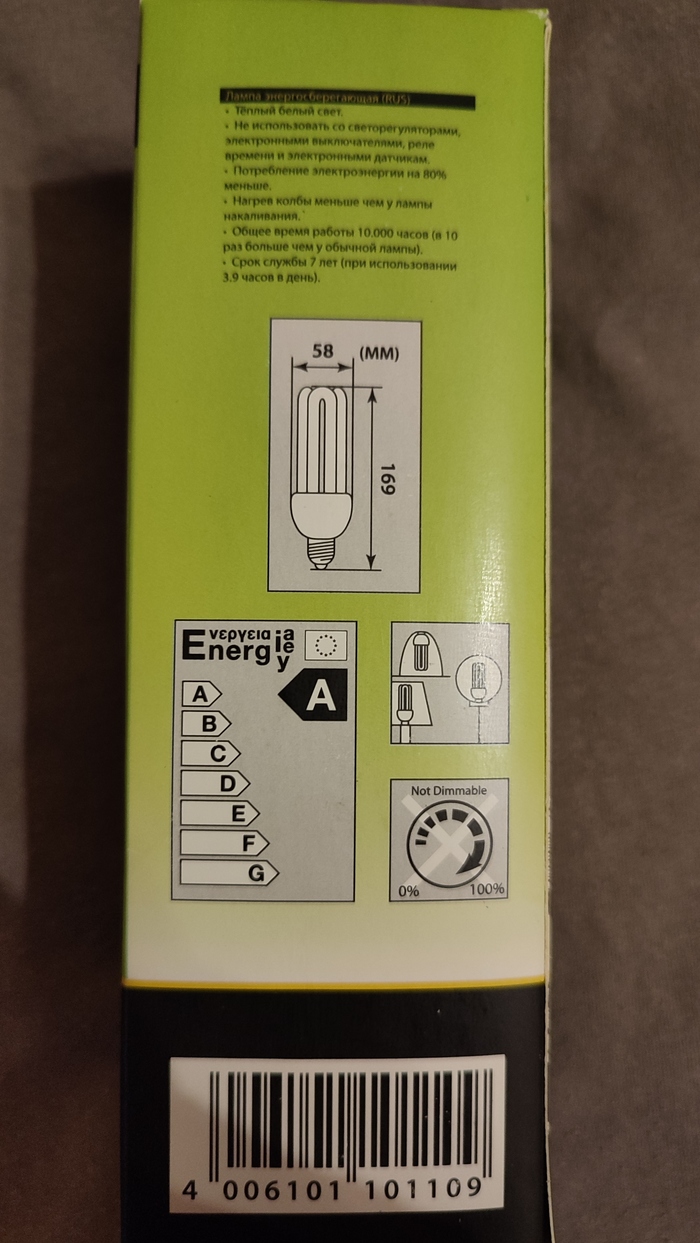 Лампа энергосберегающая (RUS)
• Тёплый белый свет.
• Не использовать со светорегуляторами,
электронными выключателями, реле
времени и электронными датчикам.
• Потребление электроэнергии на 80%
меньше.
• Нагрев колбы меньше чем у лампы
накаливания.
• Общее время работы 10.000 часов (в 10
раз больше чем у обычной лампы).
• Срок службы 7 лет (при использовании
3.9 часов в день).
58 (MM)
169
Energ
νεργεια
ia
ie
y
A
A
B
C
D
E
F
G
Not Dimmable
0% 100%
4 006101 101109